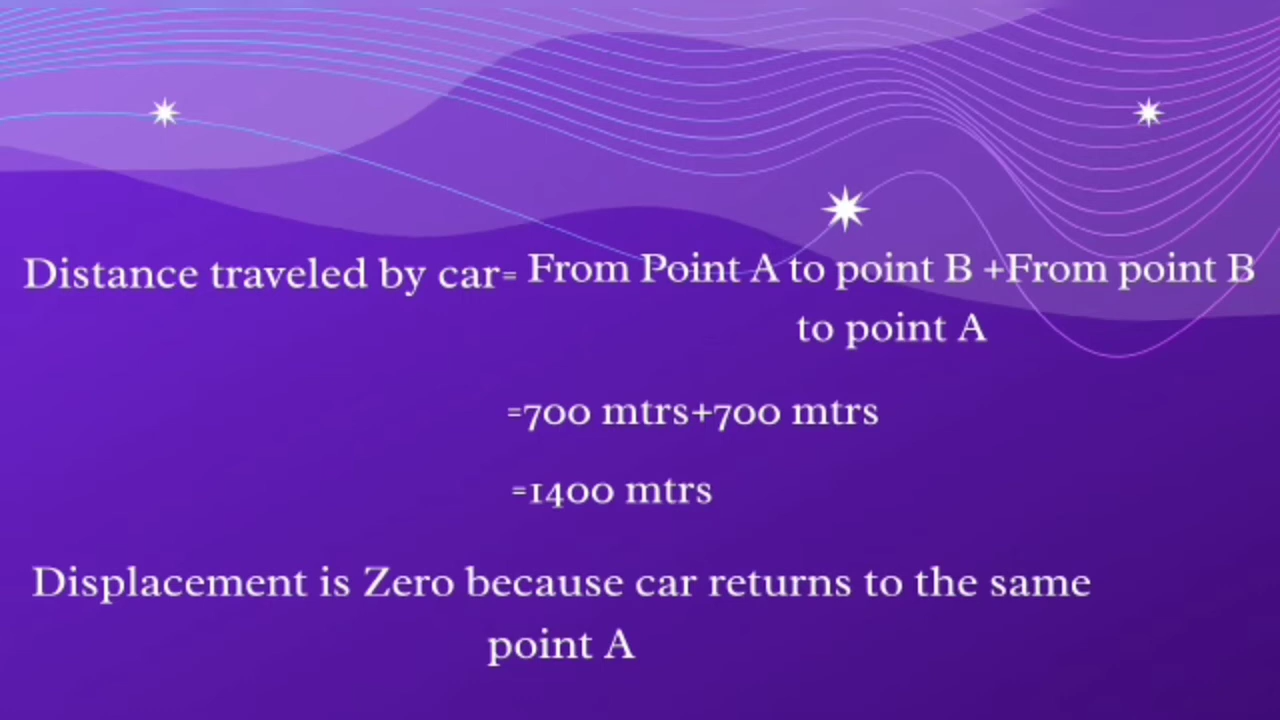 Distance traveled by car= From Point A to point B +From point B
to point A
=700 mtrs+700 mtrs
=1400 mtrs
Displacement is Zero because car returns to the same
point A